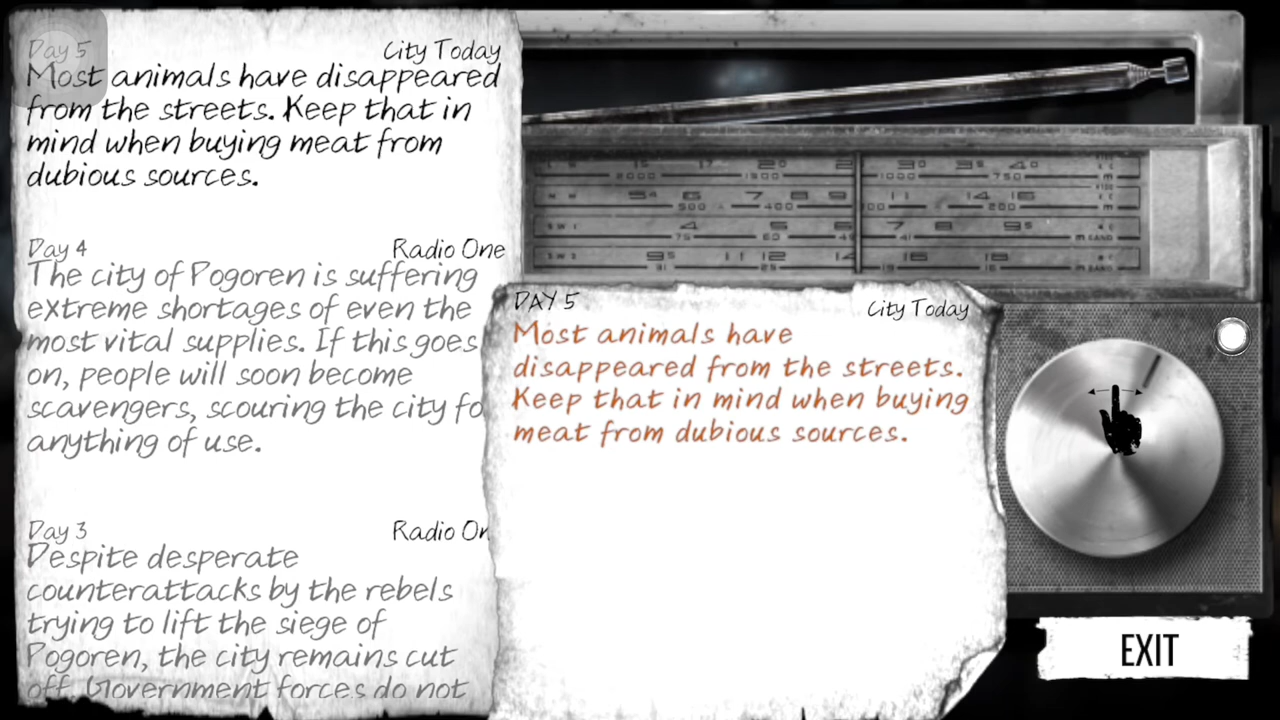 Day 5 City Today
Most animals have disappeared
from the streets. Keep that in
mind when buying meat from
dubious sources.
Day 4 Radio One
The city of Pogoren is suffering
extreme shortages of even the
most vital supplies. If this goes
on, people will soon become
scavengers, scouring the city fo
anything of use.
Day 3 Radio On
Despite desperate
counterattacks by the rebels
trying to lift the siege of
Pogoren, the city remains cut
off. Government forces do not
DAY 5 City Today
Most animals have
disappeared from the streets.
Keep that in mind when buying
meat from dubious sources.
EXIT